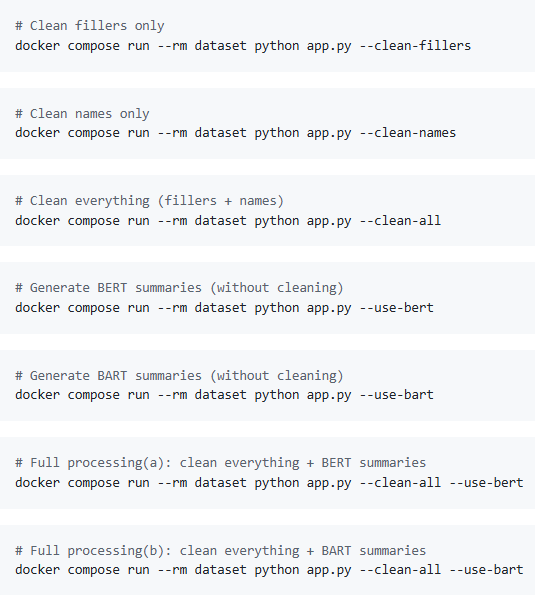 # Clean fillers only
docker compose run --rm dataset python app.py --clean-fillers
# Clean names only
docker compose run --rm dataset python app.py --clean-names
# Clean everything (fillers + names)
docker compose run --rm dataset python app.py --clean-all
# Generate BERT summaries (without cleaning)
docker compose run --rm dataset python app.py --use-bert
# Generate BART summaries (without cleaning)
docker compose run --rm dataset python app.py --use-bart
# Full processing(a): clean everything + BERT summaries
docker compose run --rm dataset python app.py --clean-all --use-bert
# Full processing(b): clean everything + BART summaries
docker compose run --rm dataset python app.py --clean-all --use-bart